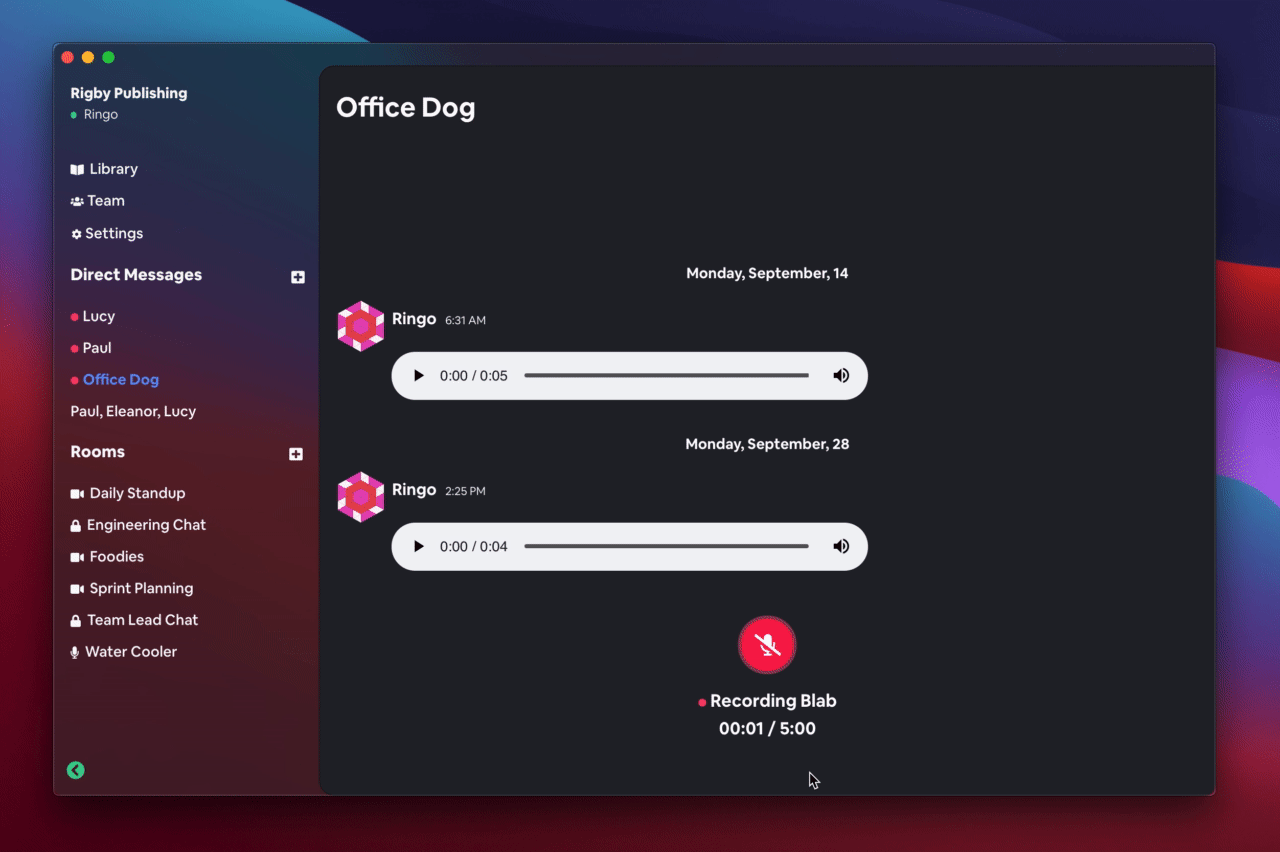 Rigby Publishing
Ringo
Library
Team
Settings
Direct Messages
Lucy
Paul
Office Dog
Paul, Eleanor, Lucy
Rooms
Daily Standup
Engineering Chat
Foodies
Sprint Planning
Team Lead Chat
Water Cooler
Office Dog
Monday, September, 14
Ringo 6:31 AM
0:00 / 0:05
Monday, September, 28
Ringo 2:25 PM
0:00 / 0:04
Recording Blab
00:01 / 5:00